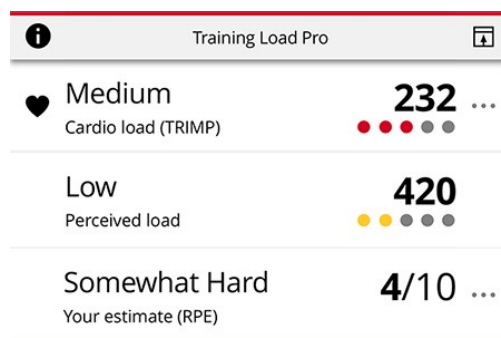 Training Load Pro
Medium 232 ...
Cardio load (TRIMP)
Low 420
Perceived load
Somewhat Hard 4/10 ...
Your estimate (RPE)